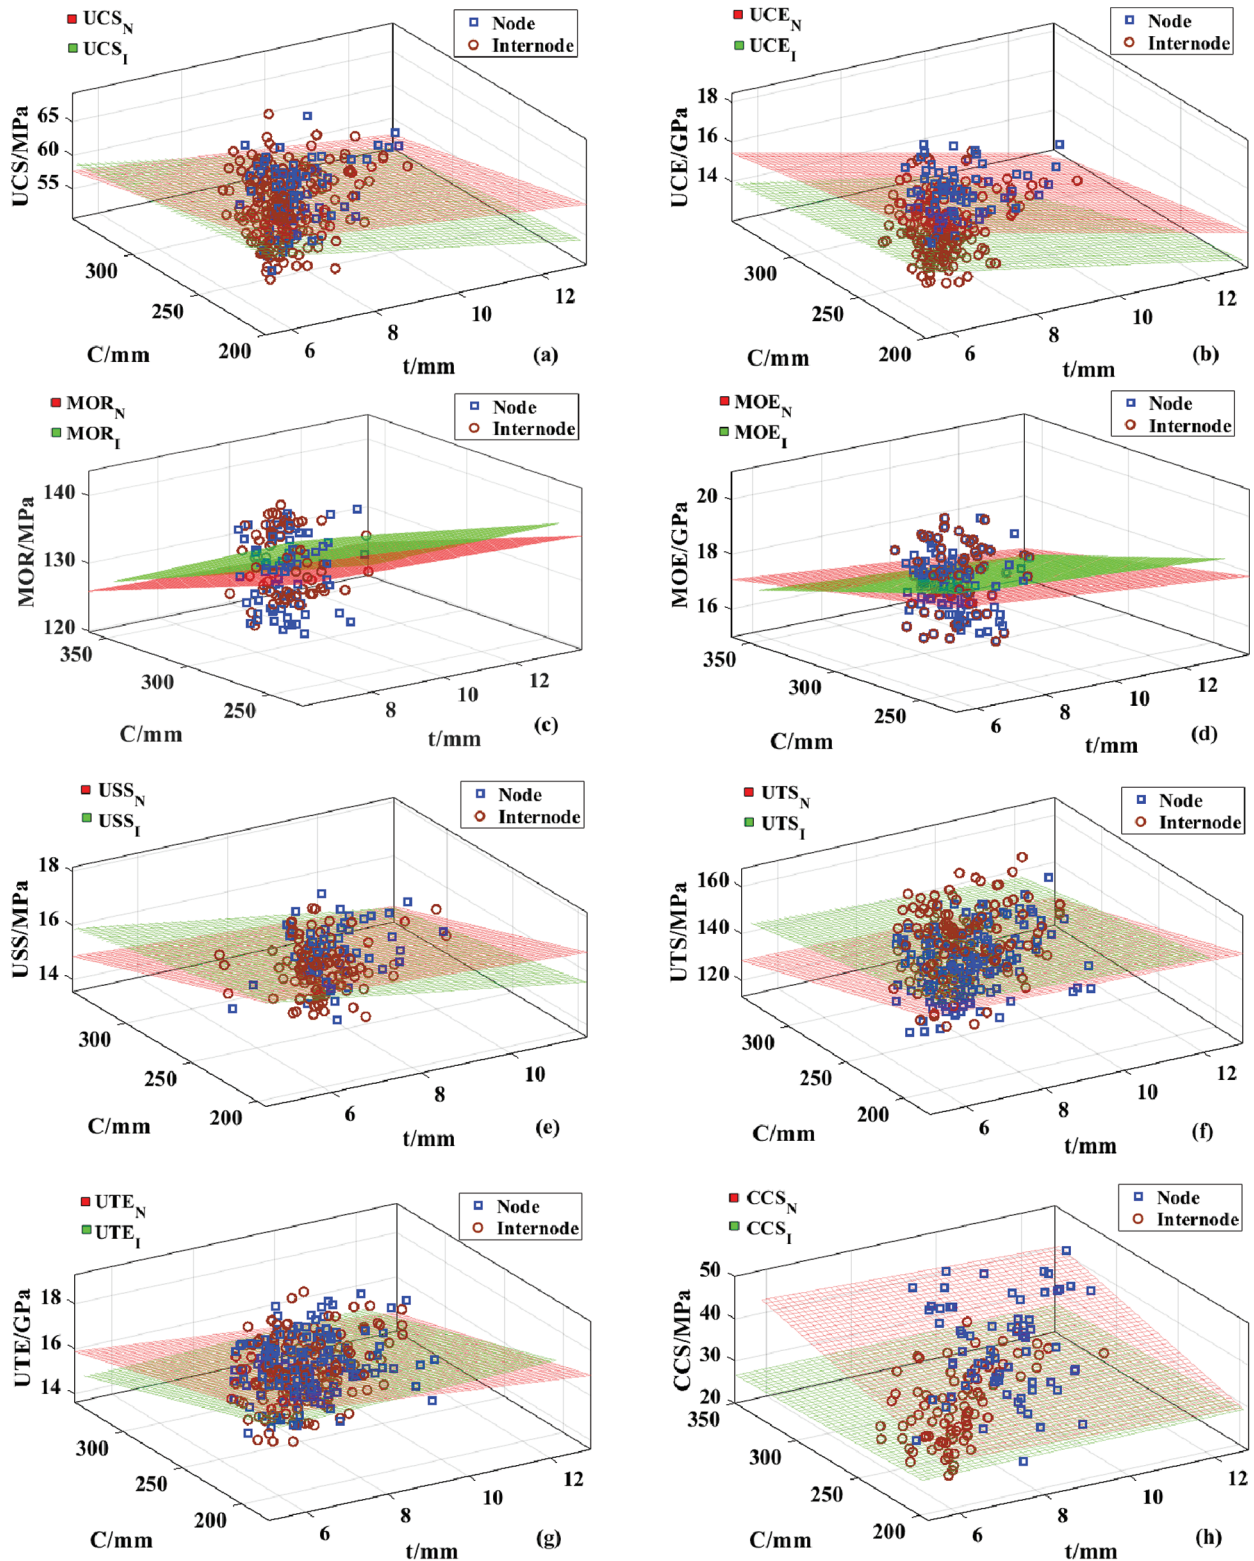 UCS_N
UCS_I
Node
Internode
UCS/MPa
65
60
55
300
250
200
C/mm
6
8
10
12
t/mm
(a)
UCE_N
UCE_I
Node
Internode
UCE/GPa
18
16
14
300
250
200
C/mm
6
8
10
12
t/mm
(b)
MOR_N
MOR_I
Node
Internode
MOR/MPa
140
130
120
350
300
250
C/mm
8
10
12
t/mm
(c)
MOE_N
MOE_I
Node
Internode
MOE/GPa
20
18
16
350
300
250
C/mm
6
8
10
12
t/mm
(d)
USS_N
USS_I
Node
Internode
USS/MPa
18
16
14
300
250
200
C/mm
6
8
10
t/mm
(e)
UTS_N
UTS_I
Node
Internode
UTS/MPa
160
140
120
300
250
200
C/mm
6
8
10
12
t/mm
(f)
UTE_N
UTE_I
Node
Internode
UTE/GPa
18
16
14
300
250
200
C/mm
6
8
10
12
t/mm
(g)
CCS_N
CCS_I
Node
Internode
CCS/MPa
50
40
30
20
350
300
250
200
C/mm
6
8
10
12
t/mm
(h)